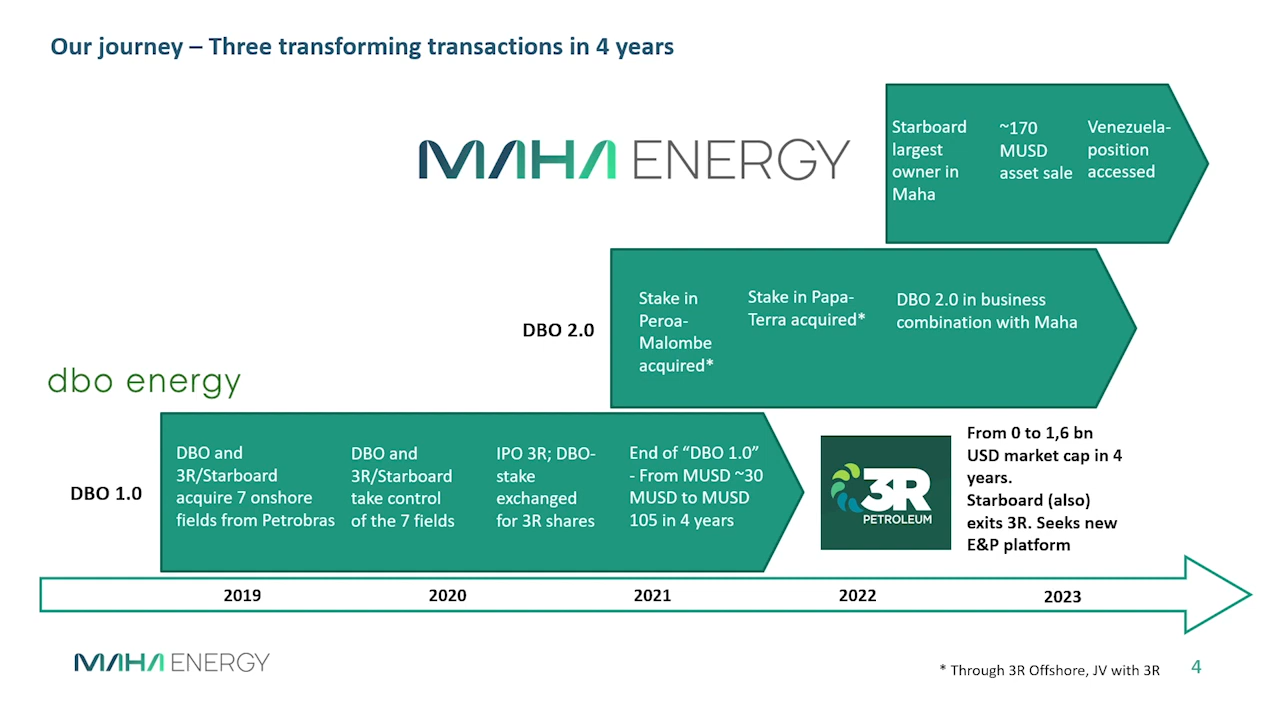 Our journey – Three transforming transactions in 4 years
MAHA ENERGY
Starboard
largest
owner in
Maha
~170
MUSD
asset sale
Venezuela-
position
accessed
DBO 2.0
Stake in
Peroa-
Malombe
acquired*
Stake in Papa-
Terra acquired*
DBO 2.0 in business
combination with Maha
dbo energy
DBO 1.0
DBO and
3R/Starboard
acquire 7 onshore
fields from Petrobras
DBO and
3R/Starboard
take control
of the 7 fields
IPO 3R; DBO-
stake
exchanged
for 3R shares
End of “DBO 1.0”
- From MUSD ~30
MUSD to MUSD
105 in 4 years
3R
PETROLEUM
From 0 to 1,6 bn
USD market cap in 4
years.
Starboard (also)
exits 3R. Seeks new
E&P platform
2019
2020
2021
2022
2023
MAHA ENERGY
* Through 3R Offshore, JV with 3R
4